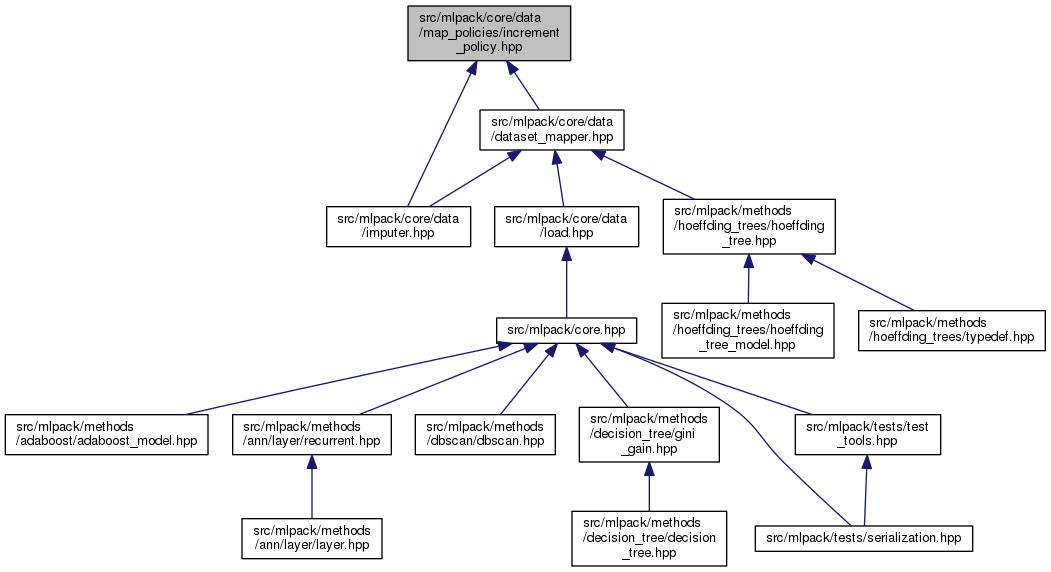 src/mlpack/core/data
/map_policies/increment
_policy.hpp
src/mlpack/core/data
/dataset_mapper.hpp
src/mlpack/core/data
/imputer.hpp
src/mlpack/core/data
/load.hpp
src/mlpack/methods
/hoeffding_trees/hoeffding
_tree.hpp
src/mlpack/core.hpp
src/mlpack/methods
/hoeffding_trees/hoeffding
_tree_model.hpp
src/mlpack/methods
/hoeffding_trees/typedef.hpp
src/mlpack/methods
/adaboost/adaboost_model.hpp
src/mlpack/methods
/ann/layer/recurrent.hpp
src/mlpack/methods
/dbscan/dbscan.hpp
src/mlpack/methods
/decision_tree/gini
_gain.hpp
src/mlpack/tests/test
_tools.hpp
src/mlpack/methods
/ann/layer/layer.hpp
src/mlpack/methods
/decision_tree/decision
_tree.hpp
src/mlpack/tests/serialization.hpp